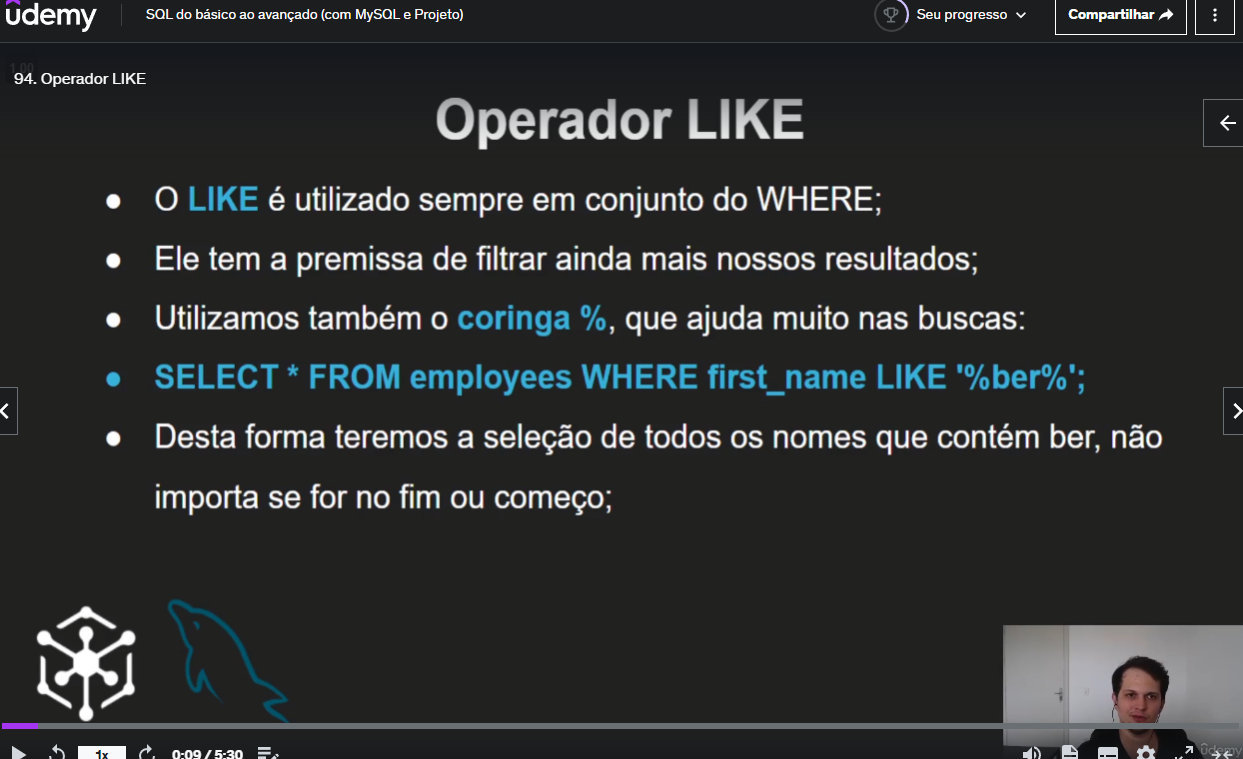 udemy
SQL do básico ao avançado (com MySQL e Projeto)
Seu progresso
Compartilhar
1.00
94. Operador LIKE
Operador LIKE
O LIKE é utilizado sempre em conjunto do WHERE;
Ele tem a premissa de filtrar ainda mais nossos resultados;
Utilizamos também o coringa %, que ajuda muito nas buscas:
SELECT * FROM employees WHERE first_name LIKE '%ber%';
Desta forma teremos a seleção de todos os nomes que contém ber, não
importa se for no fim ou começo;
1x
0:09 / 5:30
ûdemy